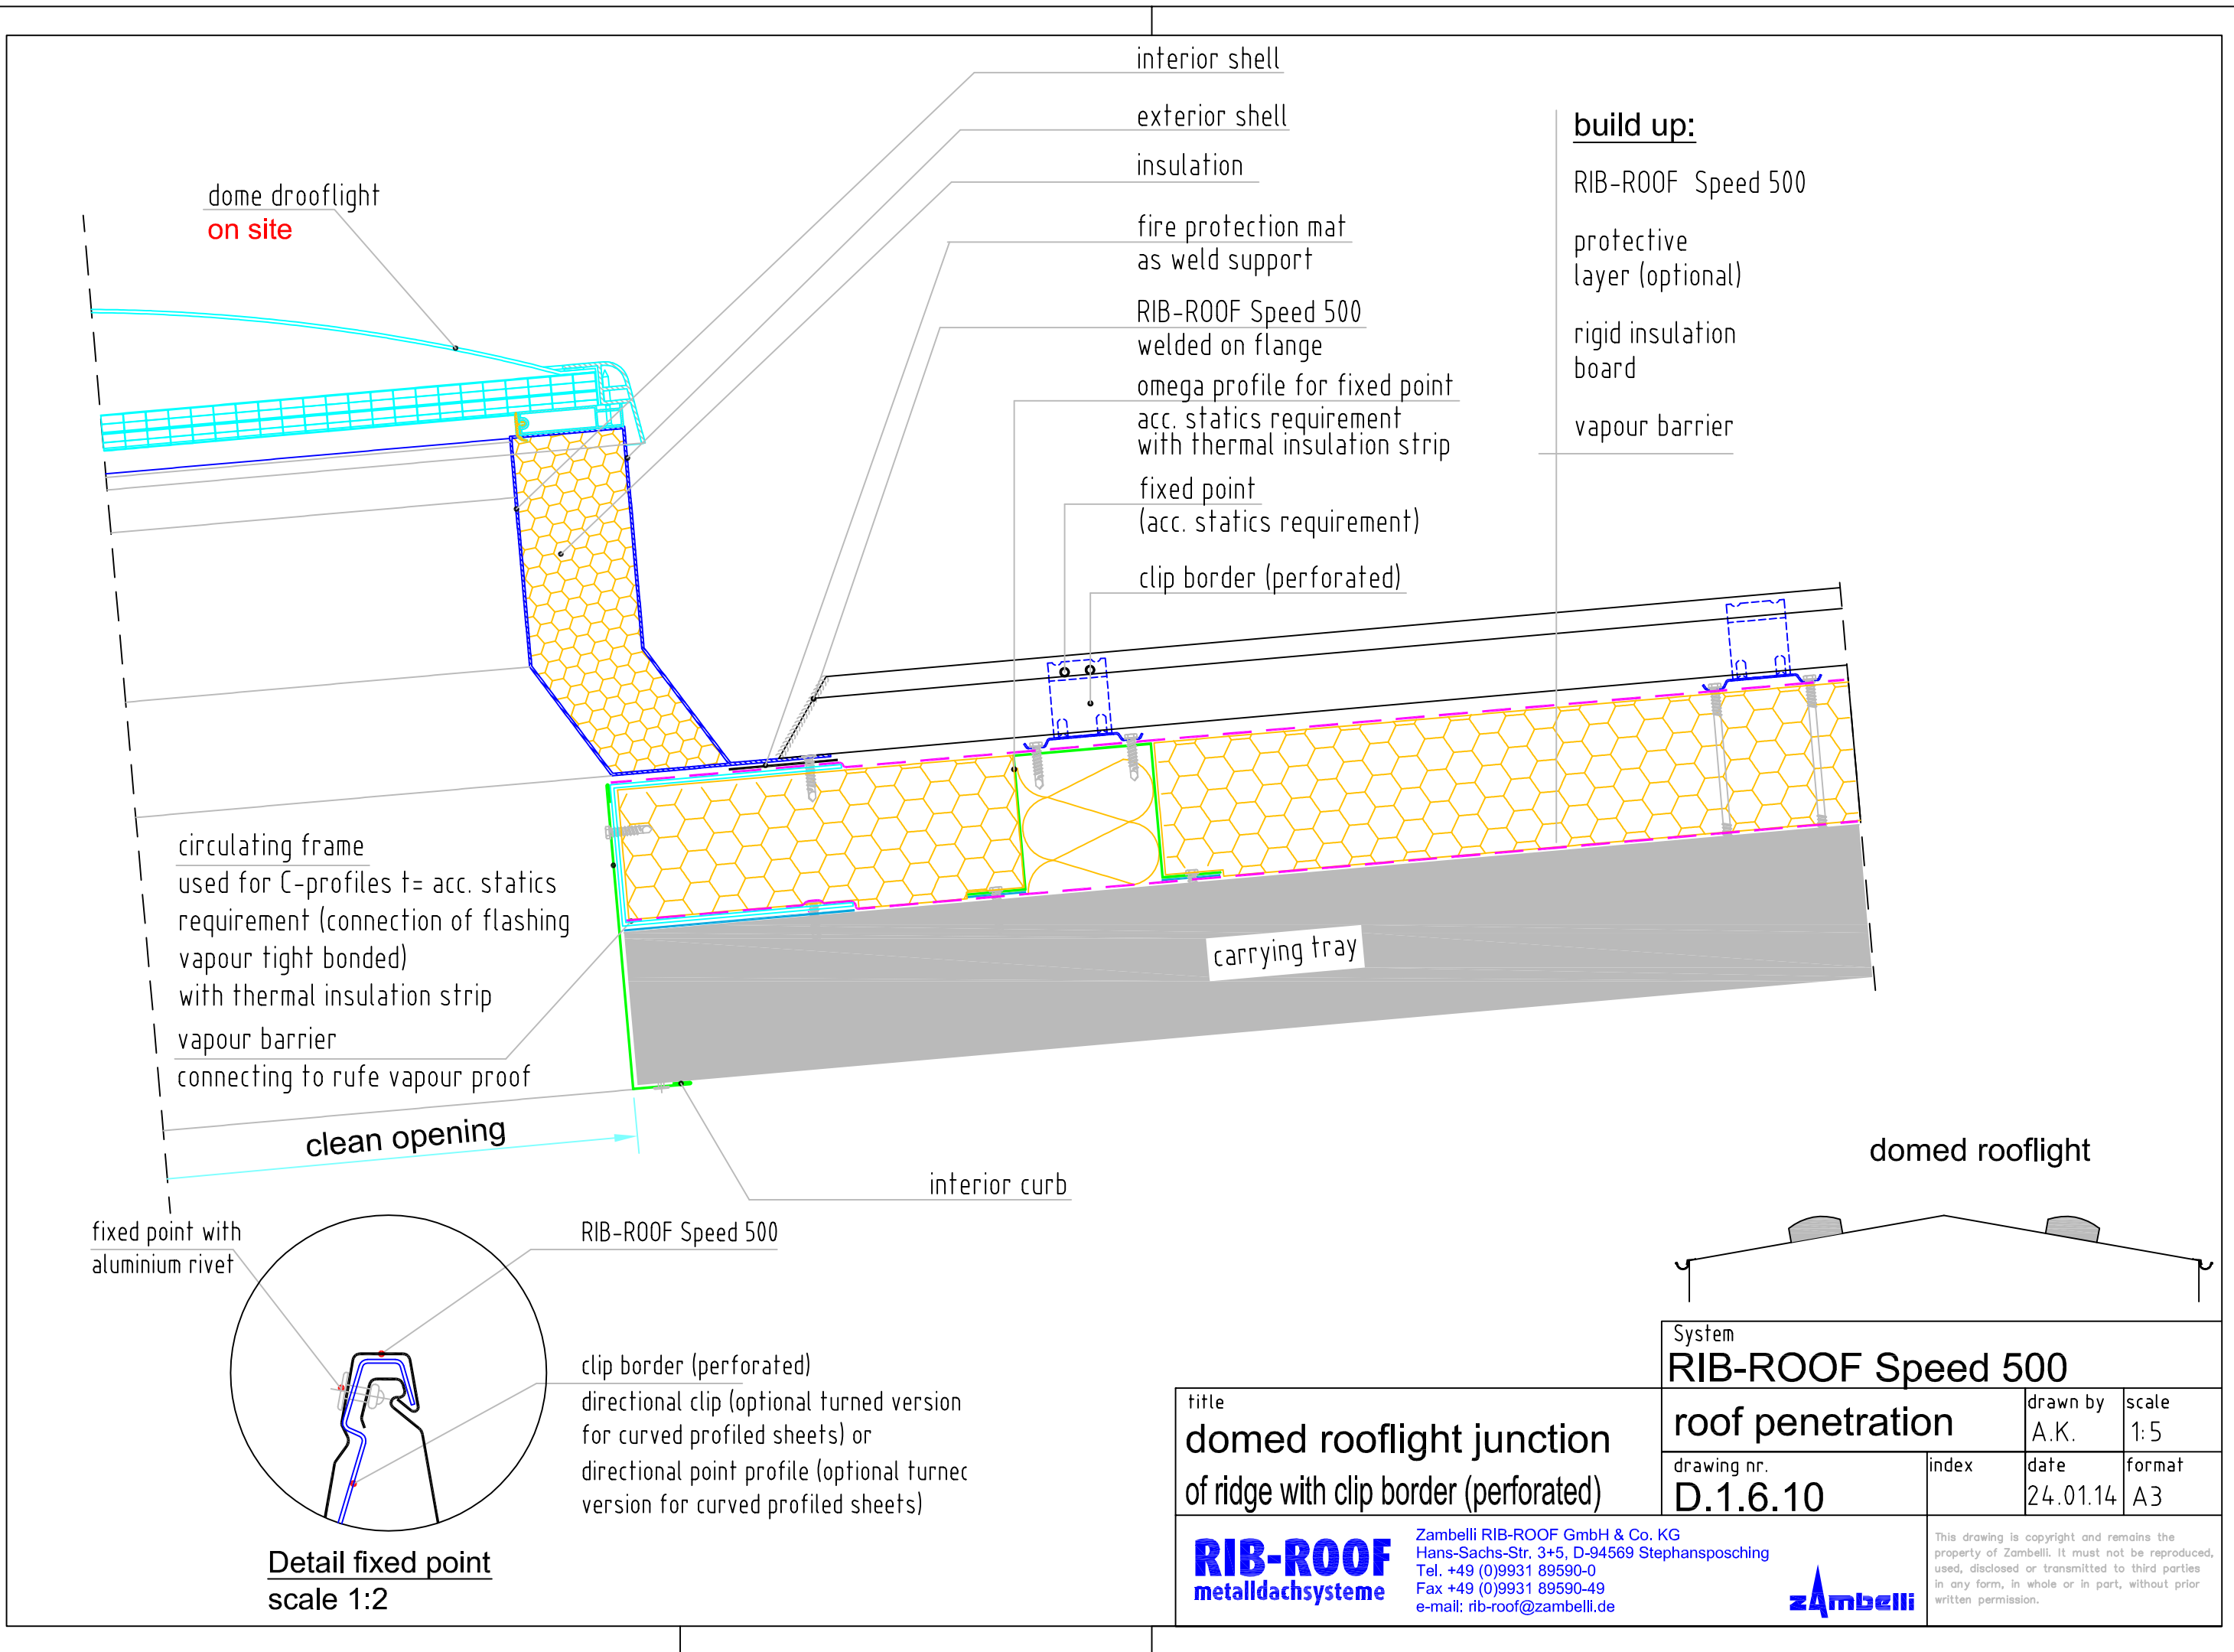 interior shell
exterior shell
insulation
fire protection mat
as weld support
RIB-ROOF Speed 500
welded on flange
omega profile for fixed point
acc. statics requirement
with thermal insulation strip
fixed point
(acc. statics requirement)
clip border (perforated)
build up:
RIB-ROOF Speed 500
protective
layer (optional)
rigid insulation
board
vapour barrier
dome drooflight
on site
circulating frame
used for C-profiles t= acc. statics
requirement (connection of flashing
vapour tight bonded)
with thermal insulation strip
vapour barrier
connecting to rufe vapour proof
carrying tray
clean opening
interior curb
domed rooflight
fixed point with
aluminium rivet
RIB-ROOF Speed 500
clip border (perforated)
directional clip (optional turned version
for curved profiled sheets) or
directional point profile (optional turned
version for curved profiled sheets)
Detail fixed point
scale 1:2
System
RIB-ROOF Speed 500
title
domed rooflight junction
of ridge with clip border (perforated)
roof penetration
drawn by
A.K.
scale
1:5
drawing nr.
D.1.6.10
index
date
24.01.14
format
A3
RIB-ROOF
metalldachsysteme
Zambelli RIB-ROOF GmbH & Co. KG
Hans-Sachs-Str. 3+5, D-94569 Stephansposching
Tel. +49 (0)9931 89590-0
Fax +49 (0)9931 89590-49
e-mail: rib-roof@zambelli.de
zambelli
This drawing is copyright and remains the
property of Zambelli. It must not be reproduced,
used, disclosed or transmitted to third parties
in any form, in whole or in part, without prior
written permission.